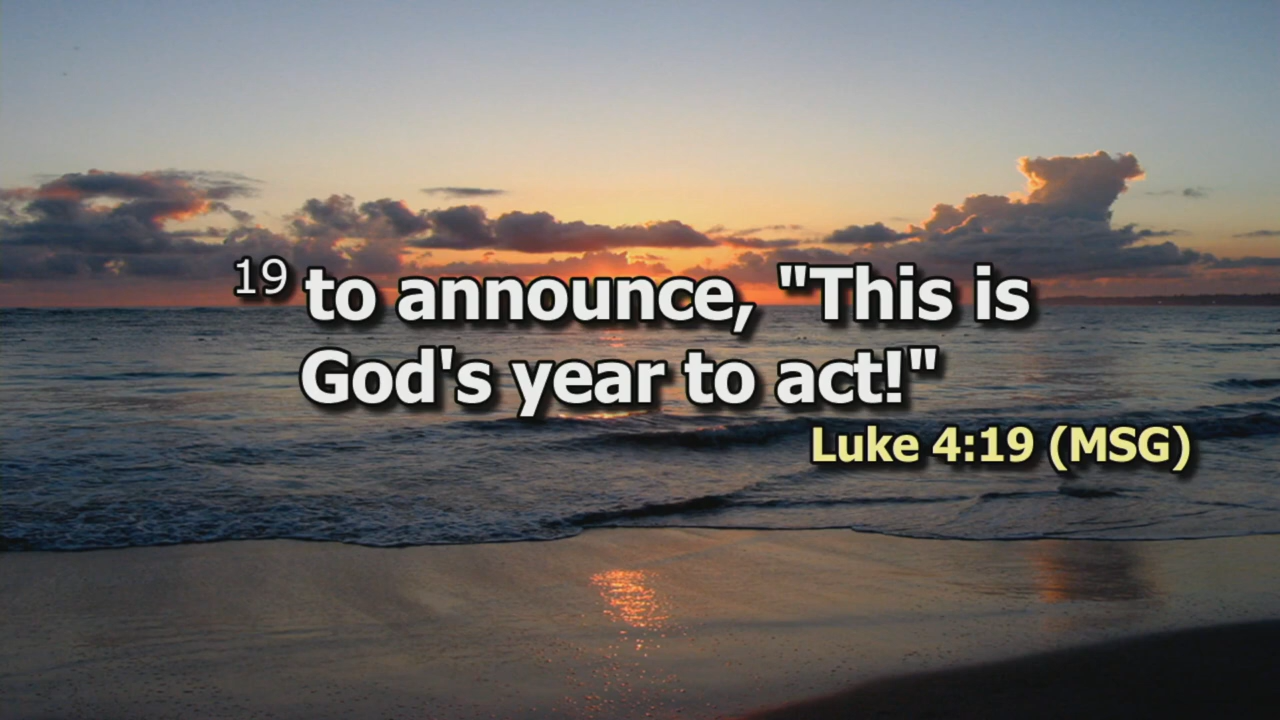 19 to announce, "This is
God's year to act!"
Luke 4:19 (MSG)